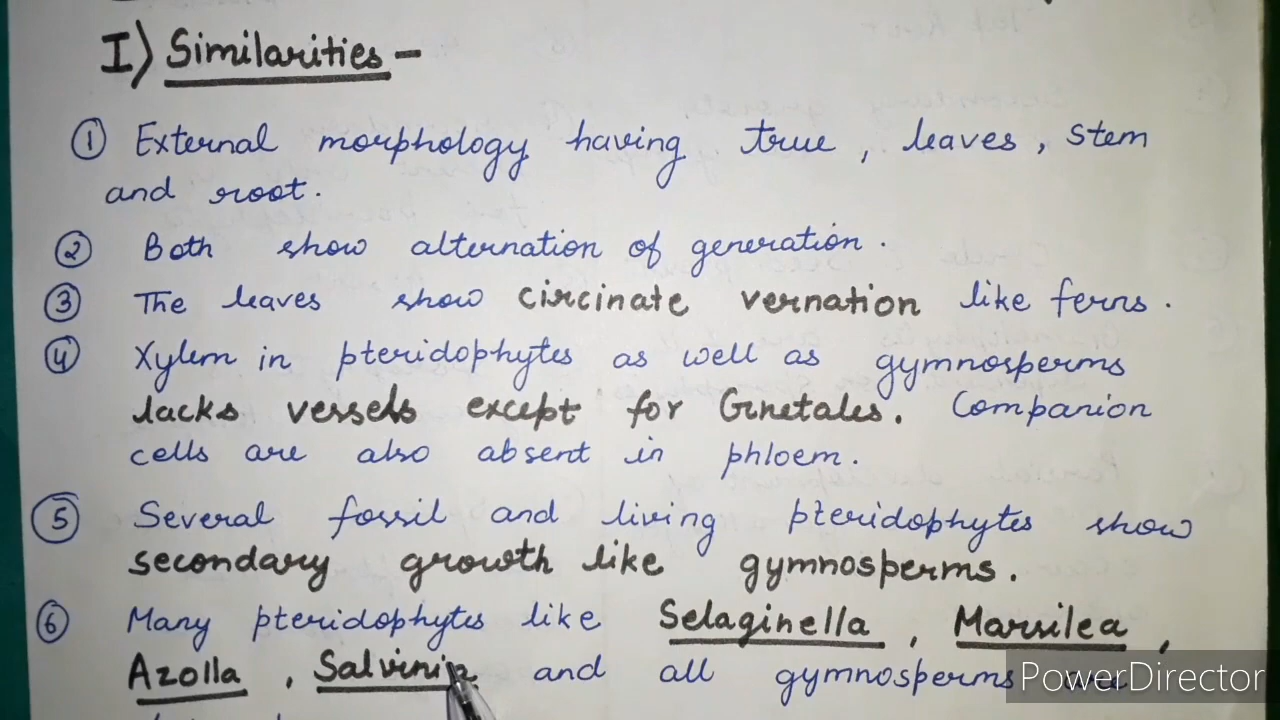 I) Similarities -
① External morphology having true, leaves, stem
and root.
② Both show alternation of generation.
③ The leaves show circinate vernation like ferns.
④ Xylem in pteridophytes as well as gymnosperms
lacks vessels except for Gnetales. Companion
cells are also absent in phloem.
⑤ Several fossil and living pteridophytes show
secondary growth like gymnosperms.
⑥ Many pteridophytes like Selaginella, Marsilea,
Azolla, Salvinia and all gymnosperms
PowerDirector